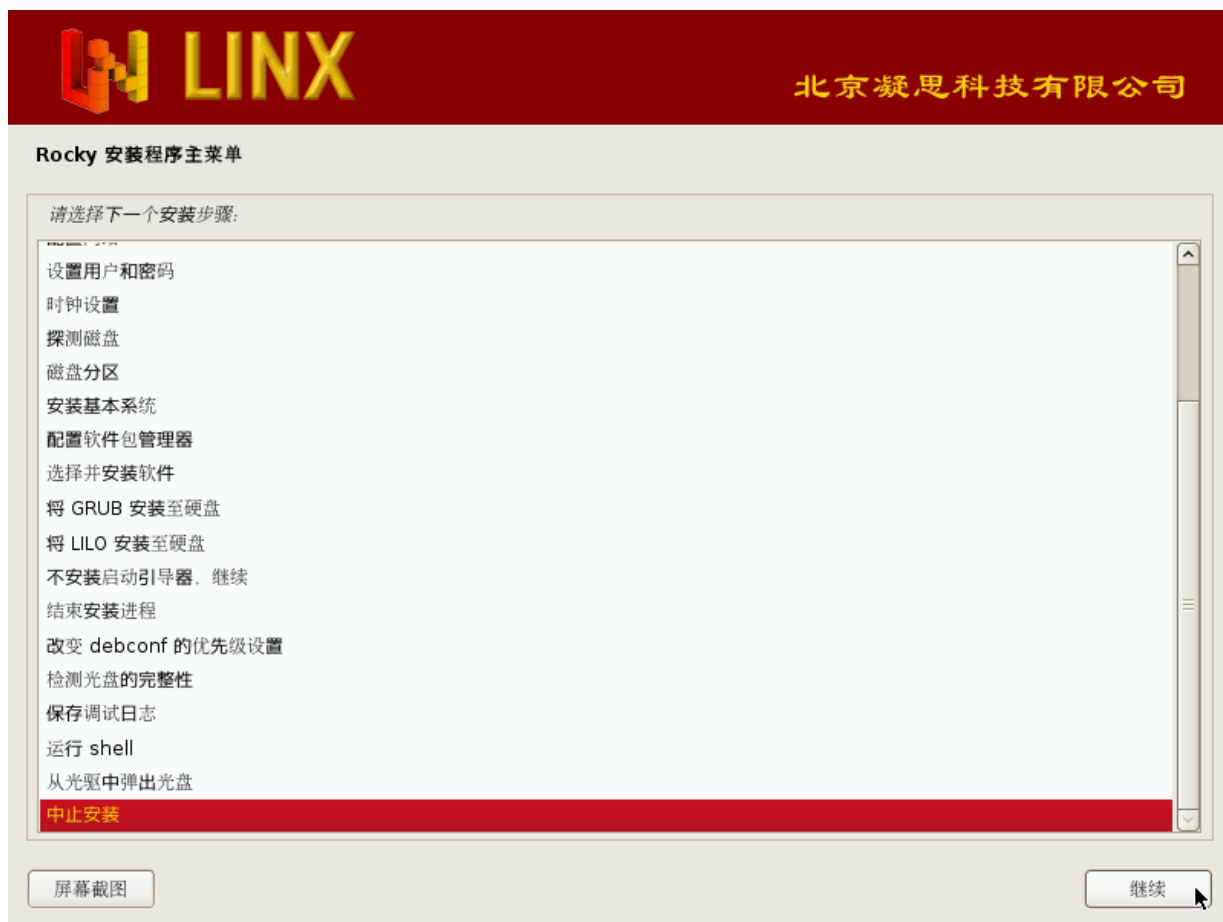 LINX
北京凝思科技有限公司
Rocky 安装程序主菜单
请选择下一个安装步骤:
设置用户和密码
时钟设置
探测磁盘
磁盘分区
安装基本系统
配置软件包管理器
选择并安装软件
将 GRUB 安装至硬盘
将 LILO 安装至硬盘
不安装启动引导器，继续
结束安装进程
改变 debconf 的优先级设置
检测光盘的完整性
保存调试日志
运行 shell
从光驱中弹出光盘
中止安装
屏幕截图
继续